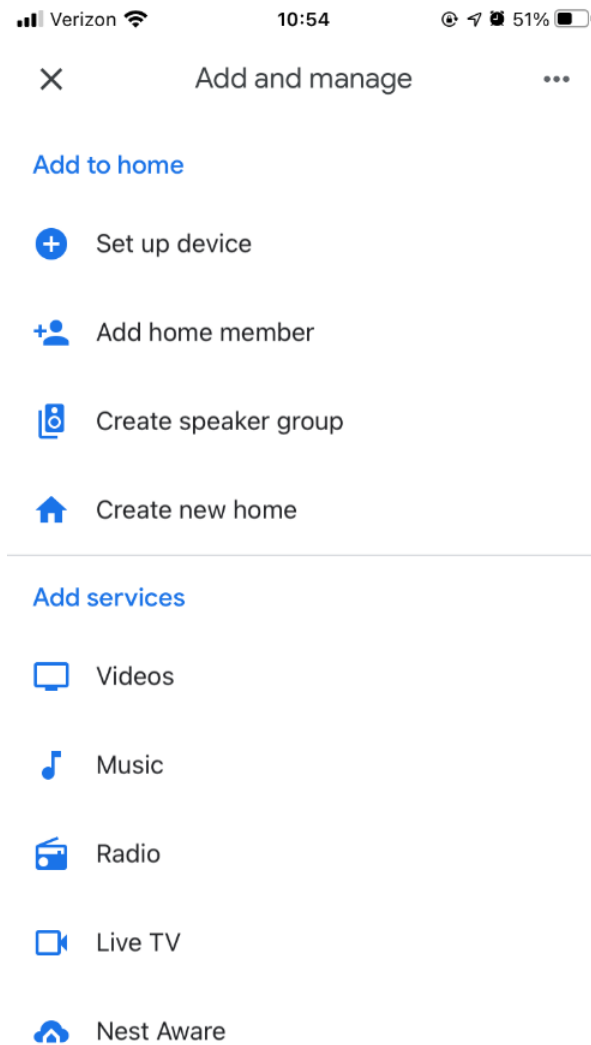 Verizon 10:54 51%
Add and manage
Add to home
Set up device
Add home member
Create speaker group
Create new home
Add services
Videos
Music
Radio
Live TV
Nest Aware